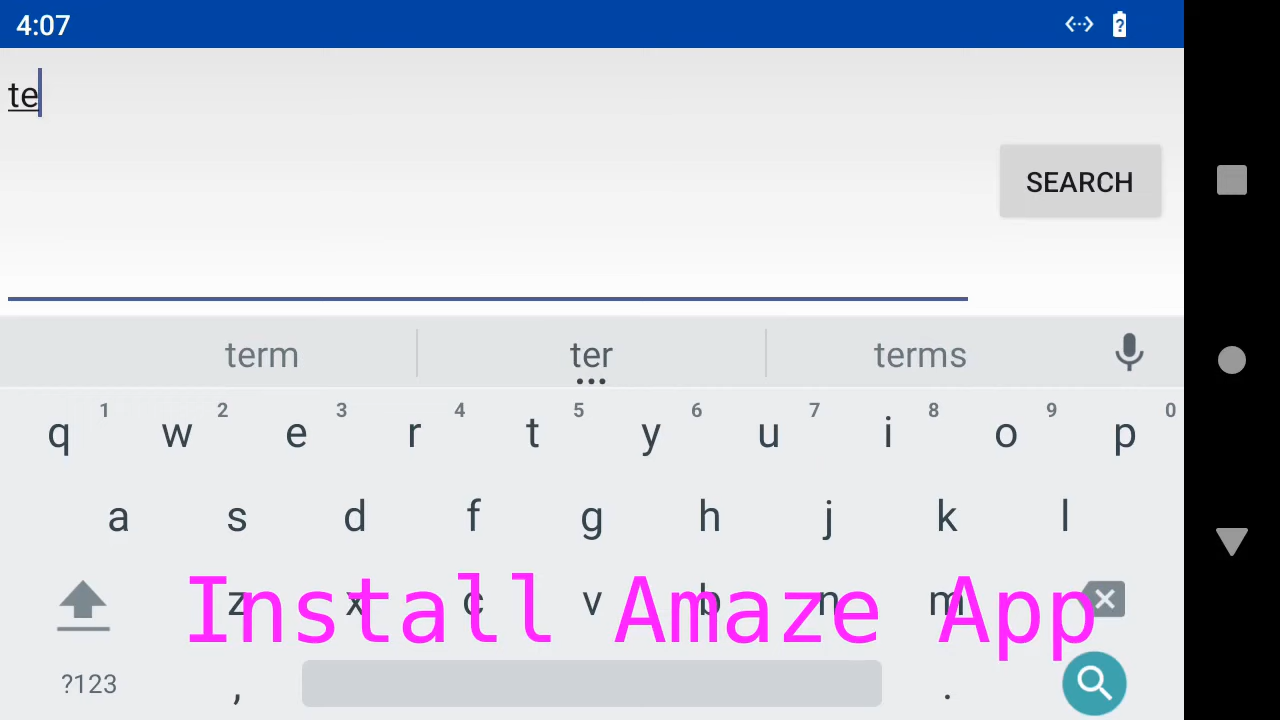 4:07
te
SEARCH
term ter terms
1 2 3 4 5 6 7 8 9 0
q w e r t y u i o p
a s d f g h j k l
z x c v b n m
Install Amaze App
?123 , .